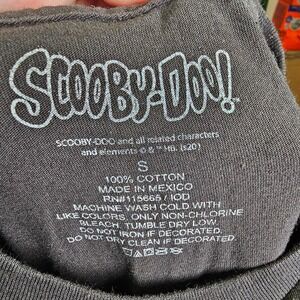 SCOOBY-DOO!
SCOOBY-DOO and all related characters
and elements © & ™ HB. (s20)
S
100% COTTON
MADE IN MEXICO
RN#115665 / IOD
MACHINE WASH COLD WITH
LIKE COLORS. ONLY NON-CHLORINE
BLEACH. TUMBLE DRY LOW.
DO NOT IRON IF DECORATED.
DO NOT DRY CLEAN IF DECORATED.